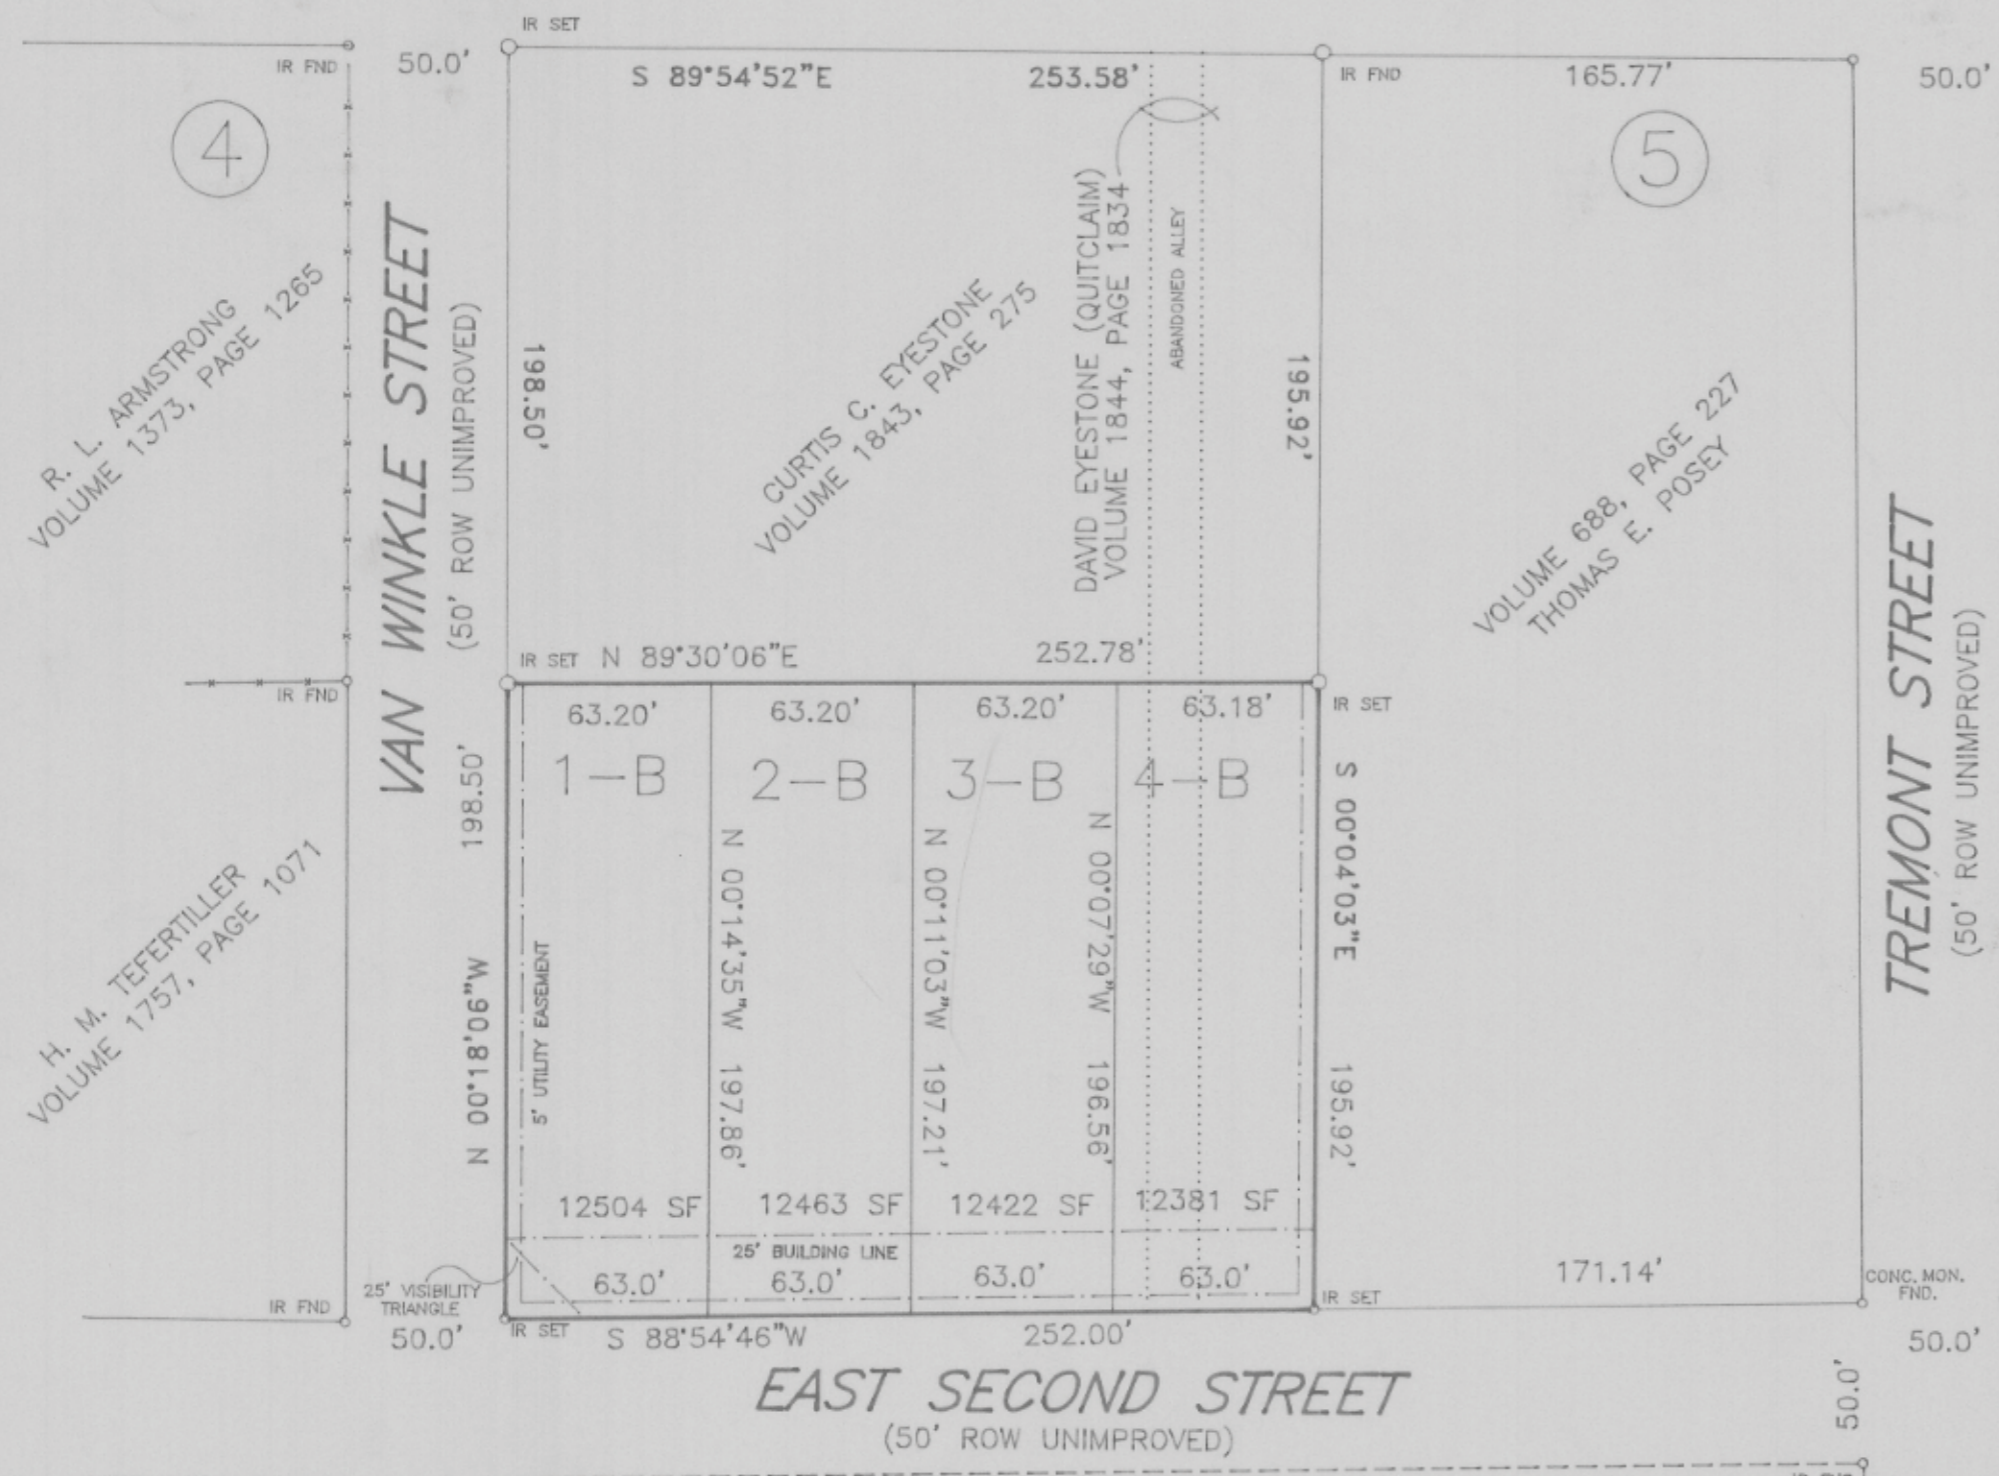 IR SET
IR FND
50.0'
S 89°54'52"E
253.58'
IR FND
165.77'
50.0'
4
5
R. L. ARMSTRONG
VOLUME 1373, PAGE 1265
VAN WINKLE STREET
(50' ROW UNIMPROVED)
198.50'
CURTIS C. EYESTONE
VOLUME 1843, PAGE 275
DAVID EYESTONE (QUITCLAIM)
VOLUME 1844, PAGE 1834
ABANDONED ALLEY
195.92'
VOLUME 688, PAGE 227
THOMAS E. POSEY
TREMONT STREET
(50' ROW UNIMPROVED)
IR SET
N 89°30'06"E
252.78'
IR FND
IR SET
63.20'
63.20'
63.20'
63.18'
1-B
2-B
3-B
4-B
198.50'
N 00°18'06"W
H. M. TEFERTILLER
VOLUME 1757, PAGE 1071
5' UTILITY EASEMENT
N 00°14'35"W 197.86'
N 00°11'03"W 197.21'
N 00°07'29"W 196.56'
S 00°04'03"E
195.92'
12504 SF
12463 SF
12422 SF
12381 SF
25' BUILDING LINE
63.0'
63.0'
63.0'
63.0'
171.14'
CONC. MON.
FND.
25' VISIBILITY
TRIANGLE
IR FND
IR SET
50.0'
IR SET
S 88°54'46"W
252.00'
50.0'
EAST SECOND STREET
(50' ROW UNIMPROVED)
50.0'